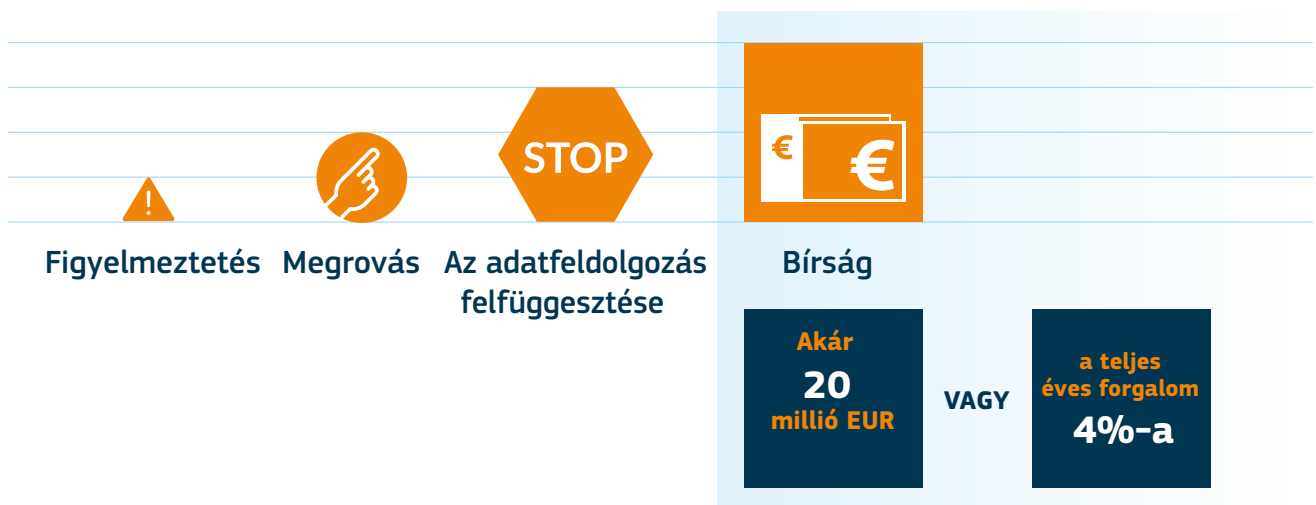 STOP
€
€
Figyelmeztetés
Megrovás
Az adatfeldolgozás
felfüggesztése
Bírság
Akár
20
millió EUR
VAGY
a teljes
éves forgalom
4%-a